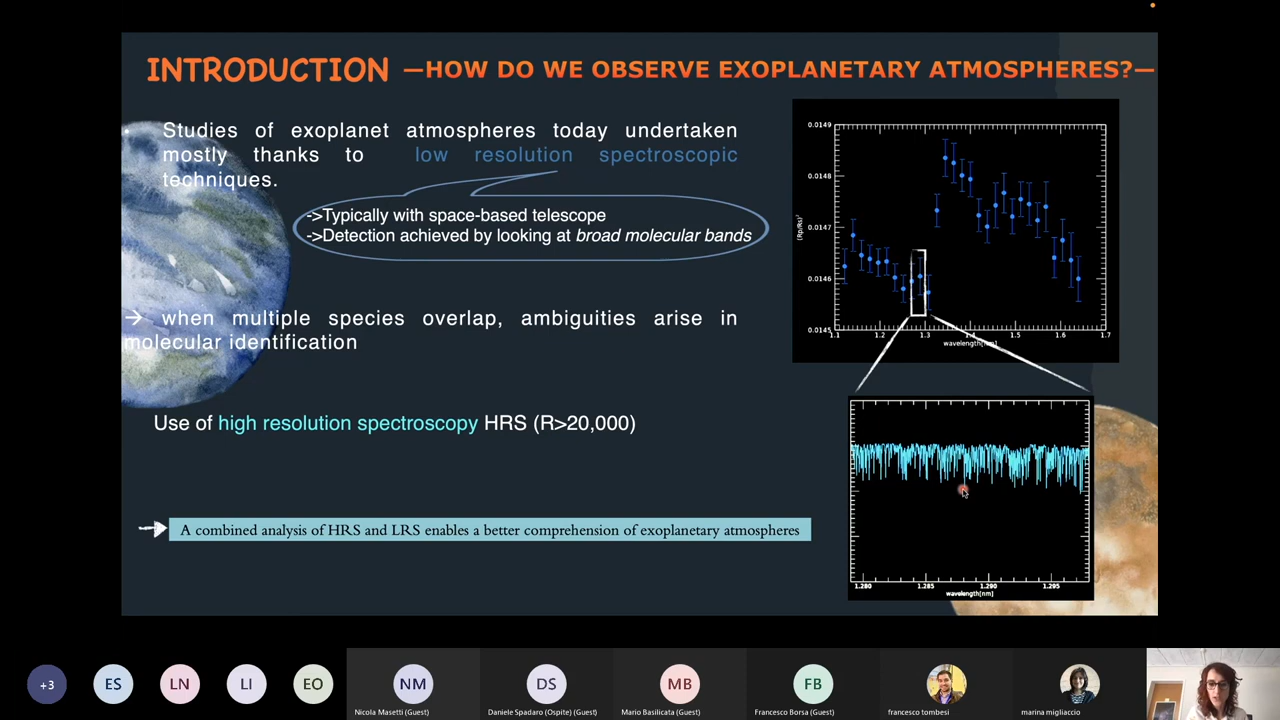 INTRODUCTION —HOW DO WE OBSERVE EXOPLANETARY ATMOSPHERES?—
• Studies of exoplanet atmospheres today undertaken
mostly thanks to low resolution spectroscopic
techniques.
->Typically with space-based telescope
->Detection achieved by looking at broad molecular bands
→ when multiple species overlap, ambiguities arise in
molecular identification
Use of high resolution spectroscopy HRS (R>20,000)
A combined analysis of HRS and LRS enables a better comprehension of exoplanetary atmospheres
0.0149
0.0148
0.0147
0.0146
0.0145
(Rp/Rs)²
1.1 1.2 1.3 1.4 1.5 1.6 1.7
wavelength[nm]
1.280 1.285 1.290 1.295
wavelength[nm]
+3
ES
LN
LI
EO
NM
Nicola Masetti (Guest)
DS
Daniele Spadaro (Ospite) (Guest)
MB
Mario Basilicata (Guest)
FB
Francesco Borsa (Guest)
francesco tombesi
marina migliaccio